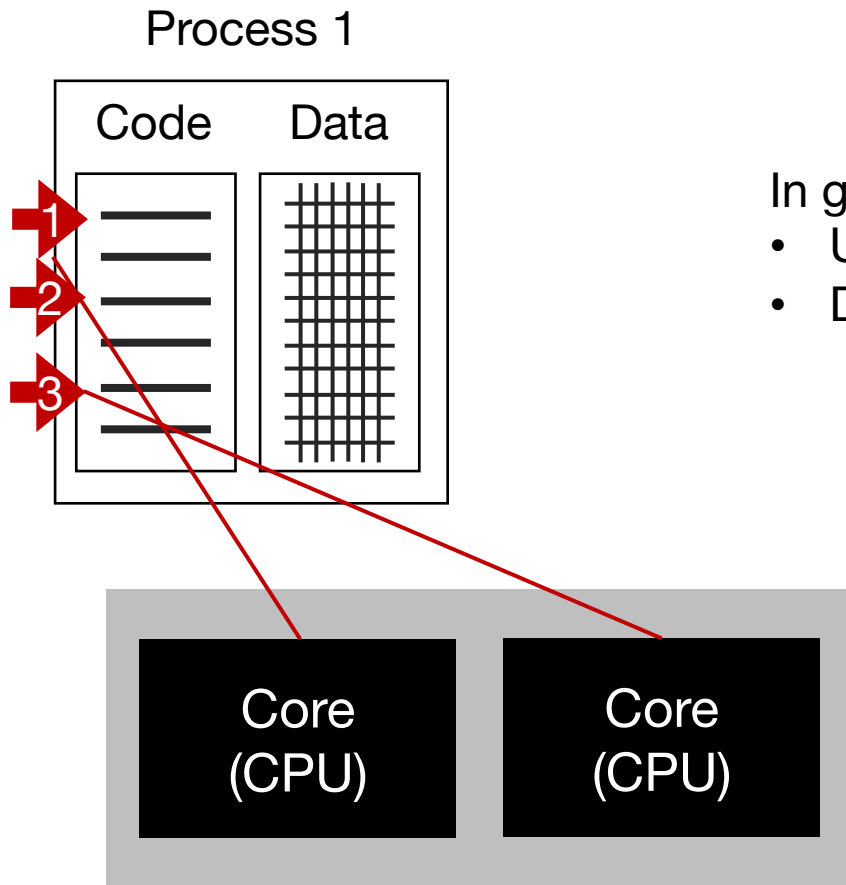 Process 1
Code
Data
1
2
3
In g
• U
• D
Core
(CPU)
Core
(CPU)